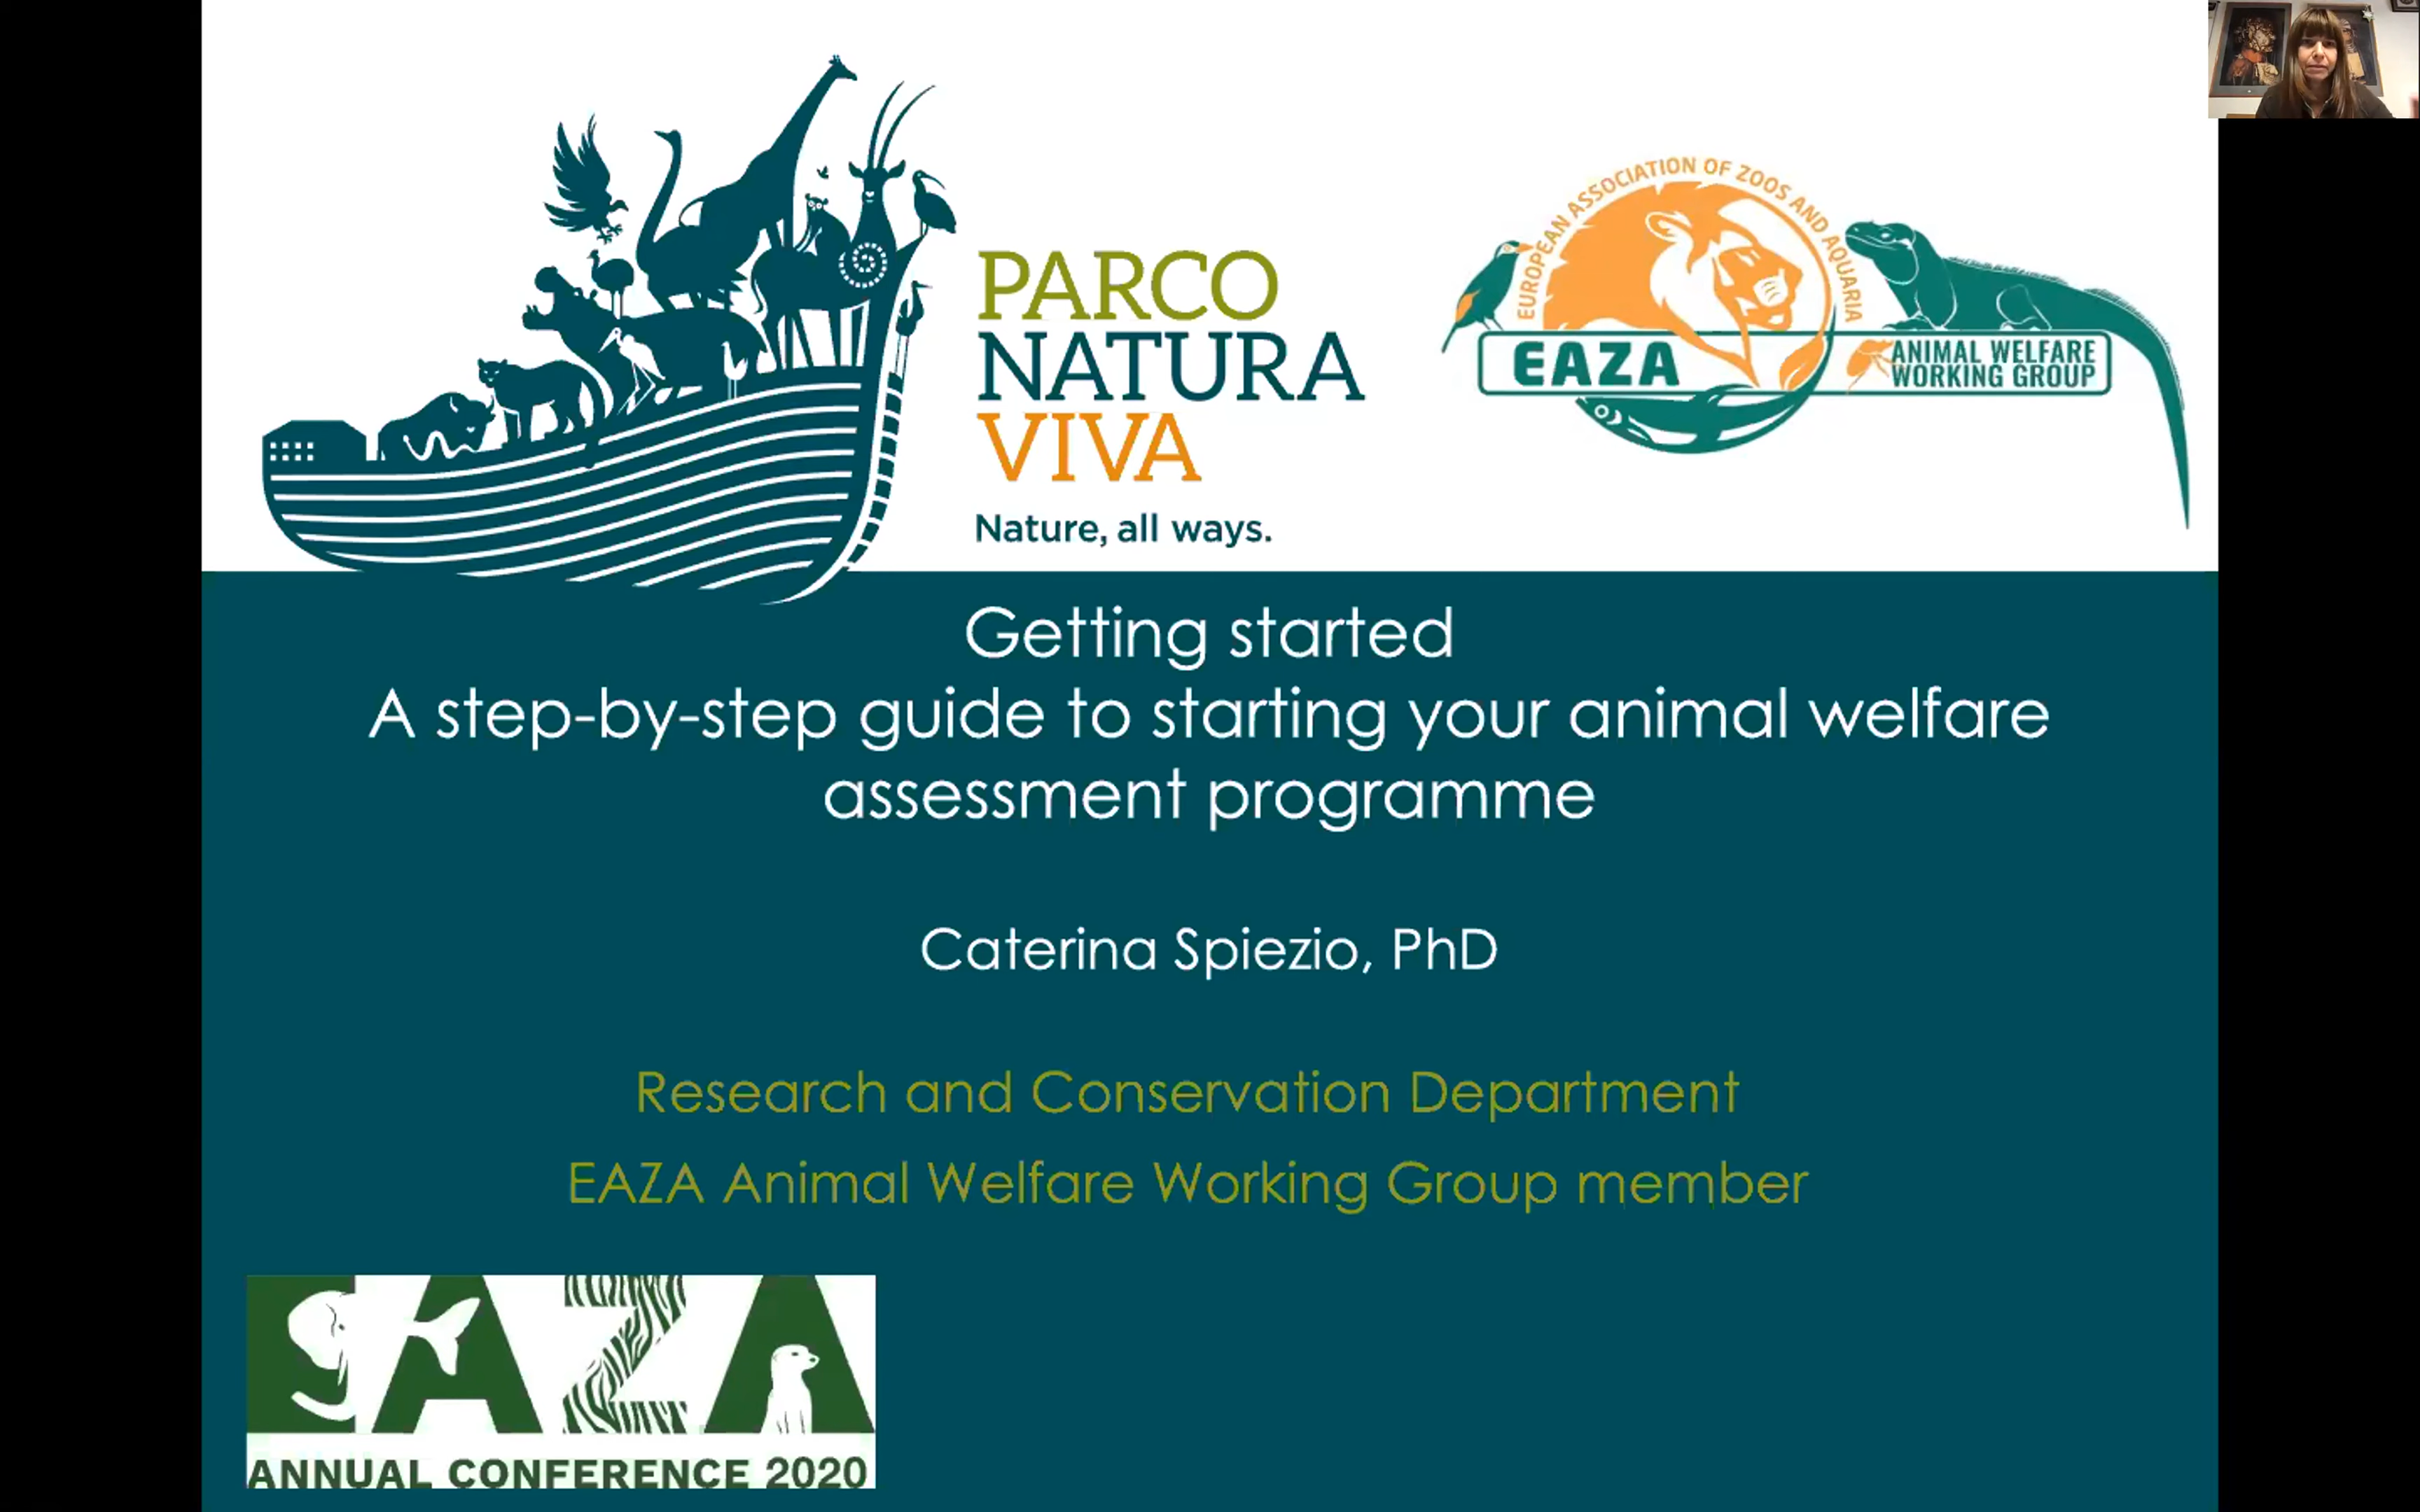 PARCO
NATURA
VIVA
Nature, all ways.
EUROPEAN ASSOCIATION OF ZOOS AND AQUARIA
EAZA
ANIMAL WELFARE
WORKING GROUP
Getting started
A step-by-step guide to starting your animal welfare
assessment programme
Caterina Spiezio, PhD
Research and Conservation Department
EAZA Animal Welfare Working Group member
EAZA
ANNUAL CONFERENCE 2020